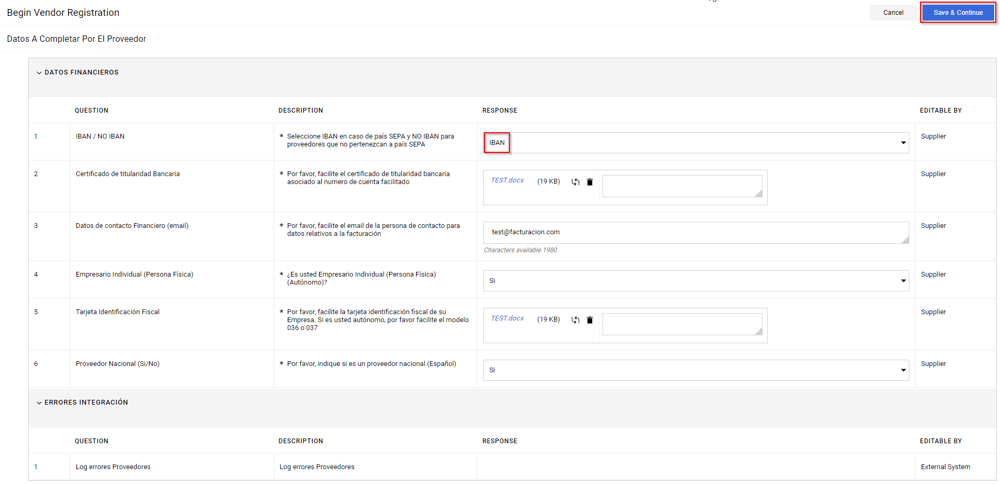 Begin Vendor Registration
Cancel
Save & Continue
Datos A Completar Por El Proveedor
DATOS FINANCIEROS
QUESTION DESCRIPTION RESPONSE EDITABLE BY
1 IBAN / NO IBAN * Seleccione IBAN en caso de país SEPA y NO IBAN para
proveedores que no pertenezcan a país SEPA
IBAN
Supplier
2 Certificado de titularidad Bancaria * Por favor, facilite el certificado de titularidad bancaria
asociado al numero de cuenta facilitado
TEST.docx (19 KB)
Supplier
3 Datos de contacto Financiero (email) * Por favor, facilite el email de la persona de contacto para
datos relativos a la facturación
test@facturacion.com
Characters available 1980
Supplier
4 Empresario Individual (Persona Física) * ¿Es usted Empresario Individual (Persona Física)
(Autónomo)?
Si
Supplier
5 Tarjeta Identificación Fiscal * Por favor, facilite la tarjeta identificación fiscal de su
Empresa. Si es usted autónomo, por favor facilite el modelo
036 o 037
TEST.docx (19 KB)
Supplier
6 Proveedor Nacional (Si/No) * Por favor, indique si es un proveedor nacional (Español)
Si
Supplier
ERRORES INTEGRACIÓN
QUESTION DESCRIPTION RESPONSE EDITABLE BY
1 Log errores Proveedores Log errores Proveedores External System